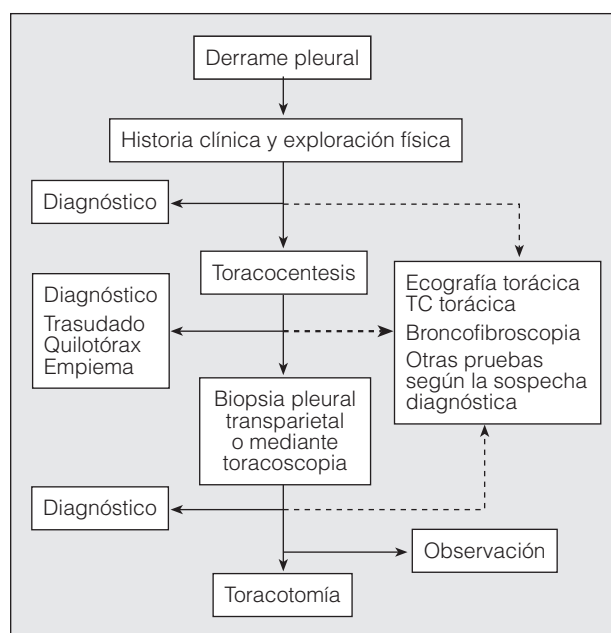 Derrame pleural
Historia clínica y exploración física
Diagnóstico
Toracocentesis
Diagnóstico
Trasudado
Quilotórax
Empiema
Ecografía torácica
TC torácica
Broncofibroscopia
Otras pruebas
según la sospecha
diagnóstica
Biopsia pleural
transparietal
o mediante
toracoscopia
Diagnóstico
Observación
Toracotomía